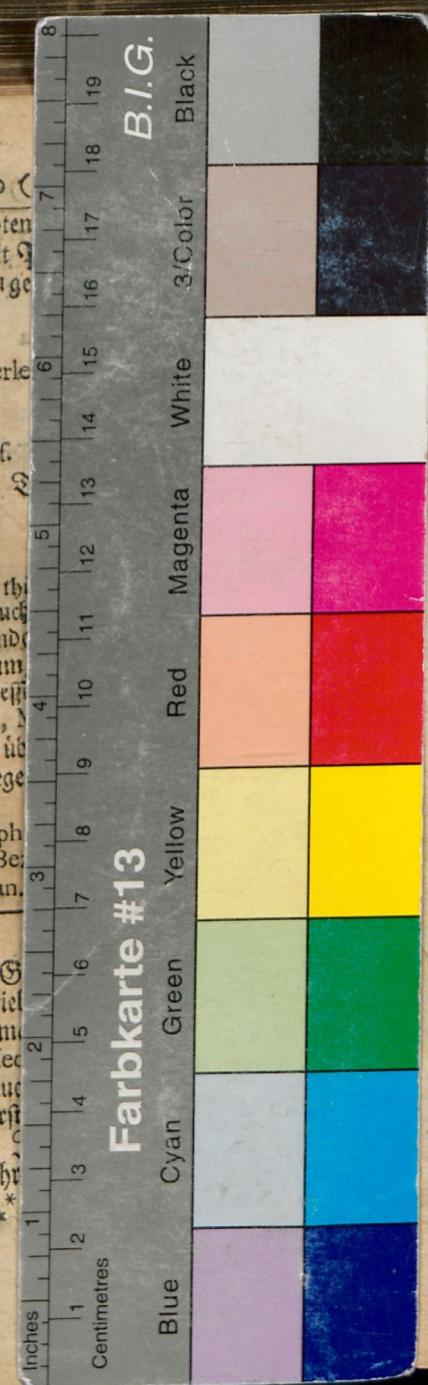 B.I.G.
Farbkarte #13
Black
3/Color
White
Magenta
Red
Yellow
Green
Cyan
Blue
8
7
6
5
4
3
2
1
Inches
19
18
17
16
15
14
13
12
11
10
9
8
7
6
5
4
3
2
1
Centimetres